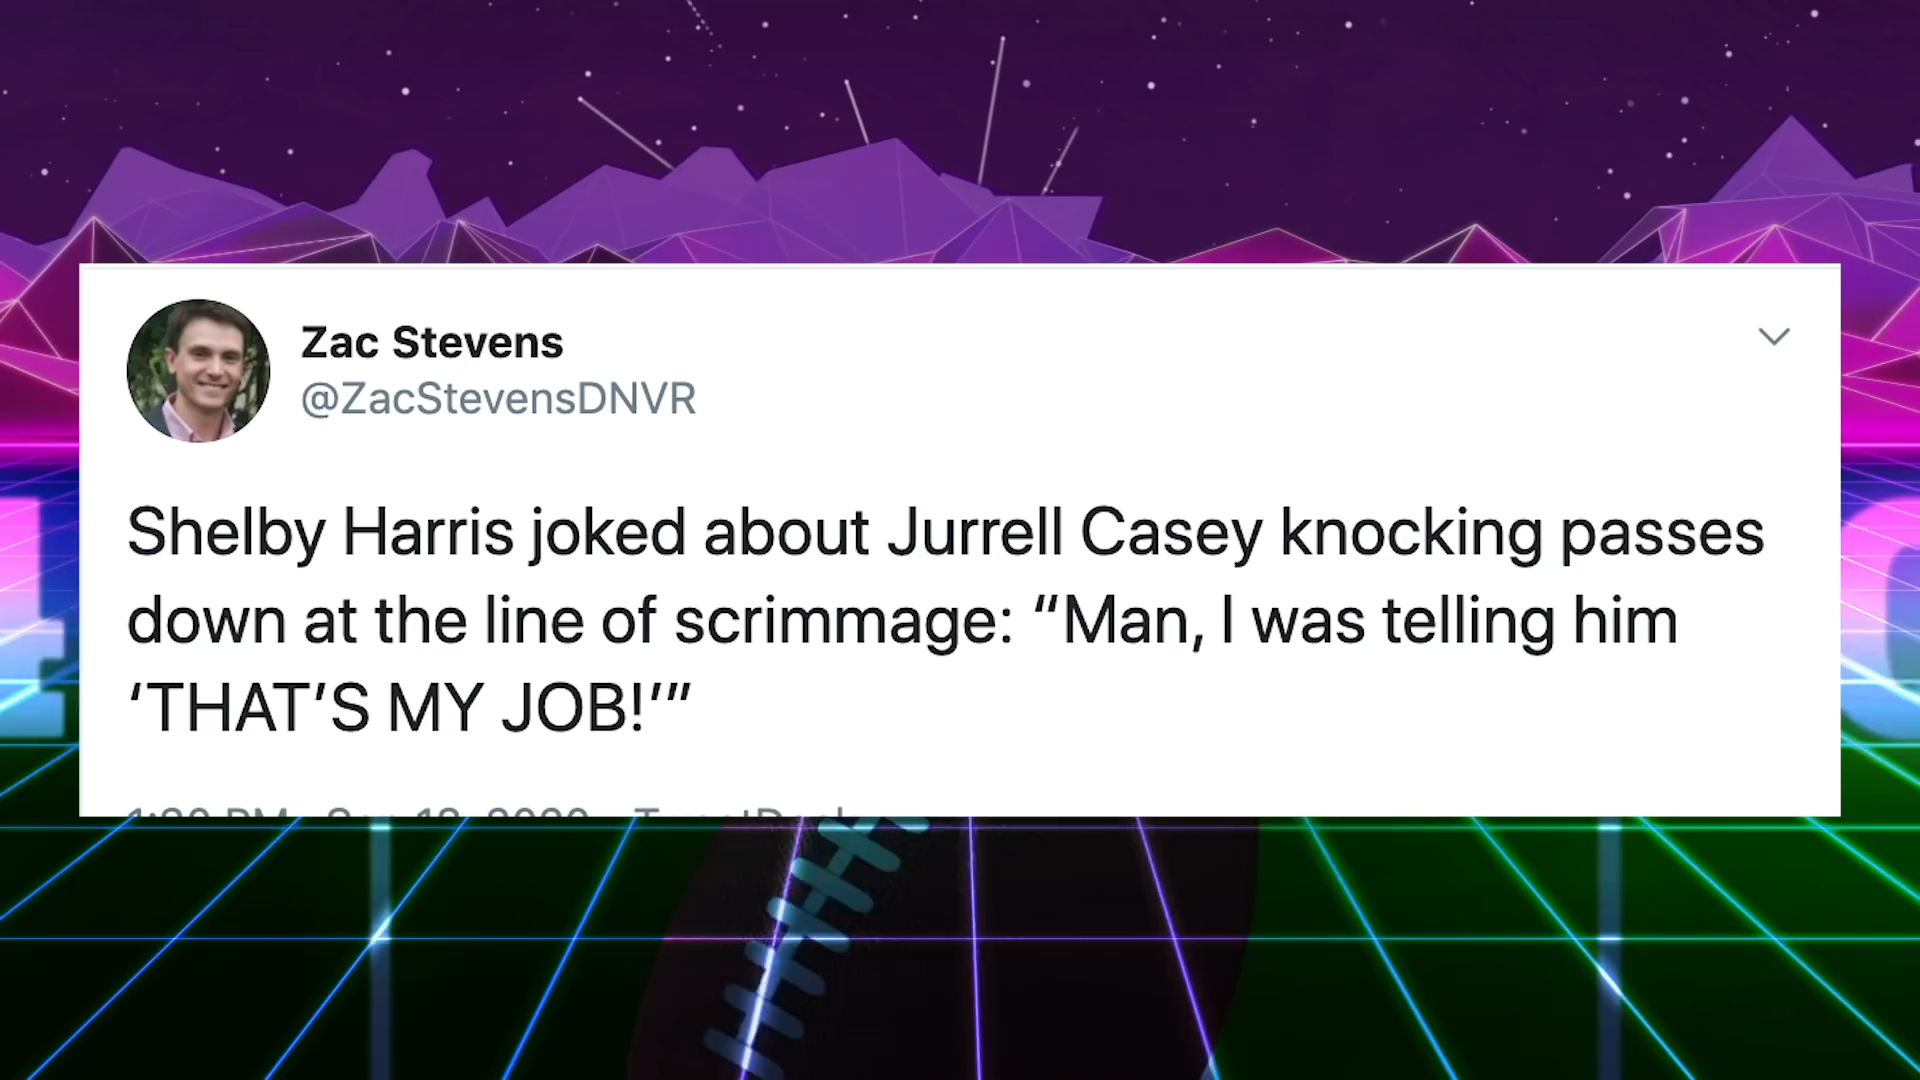 Zac Stevens
@ZacStevensDNVR
Shelby Harris joked about Jurrell Casey knocking passes
down at the line of scrimmage: “Man, I was telling him
‘THAT’S MY JOB!’”